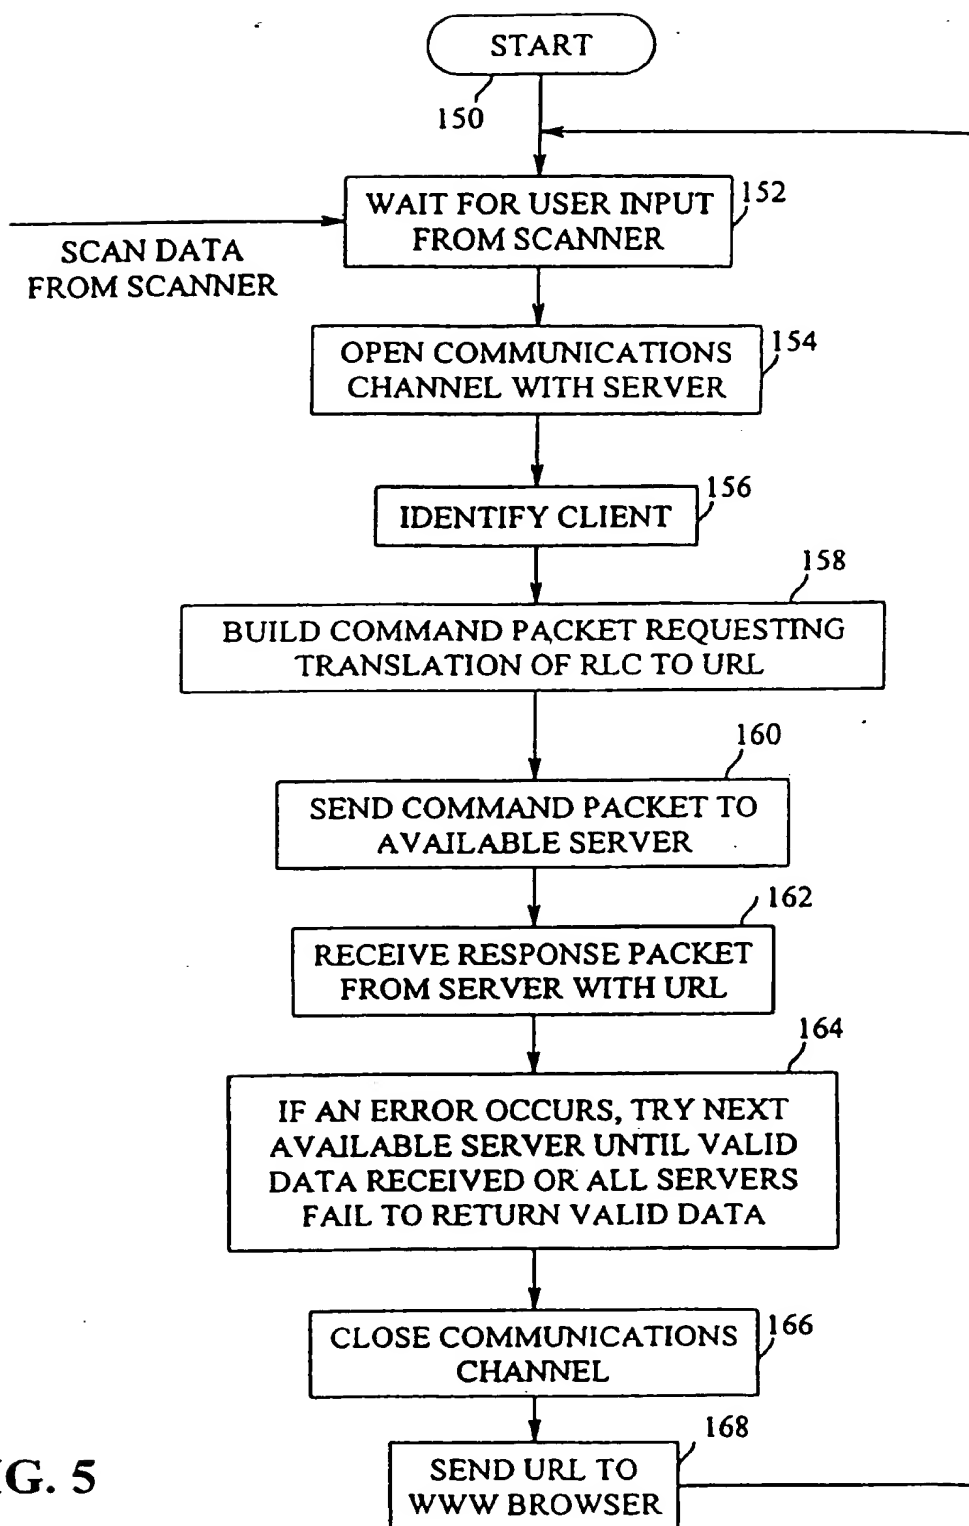 START
150
WAIT FOR USER INPUT
FROM SCANNER
152
SCAN DATA
FROM SCANNER
OPEN COMMUNICATIONS
CHANNEL WITH SERVER
154
IDENTIFY CLIENT
156
158
BUILD COMMAND PACKET REQUESTING
TRANSLATION OF RLC TO URL
160
SEND COMMAND PACKET TO
AVAILABLE SERVER
162
RECEIVE RESPONSE PACKET
FROM SERVER WITH URL
164
IF AN ERROR OCCURS, TRY NEXT
AVAILABLE SERVER UNTIL VALID
DATA RECEIVED OR ALL SERVERS
FAIL TO RETURN VALID DATA
CLOSE COMMUNICATIONS
CHANNEL
166
168
SEND URL TO
WWW BROWSER
G. 5